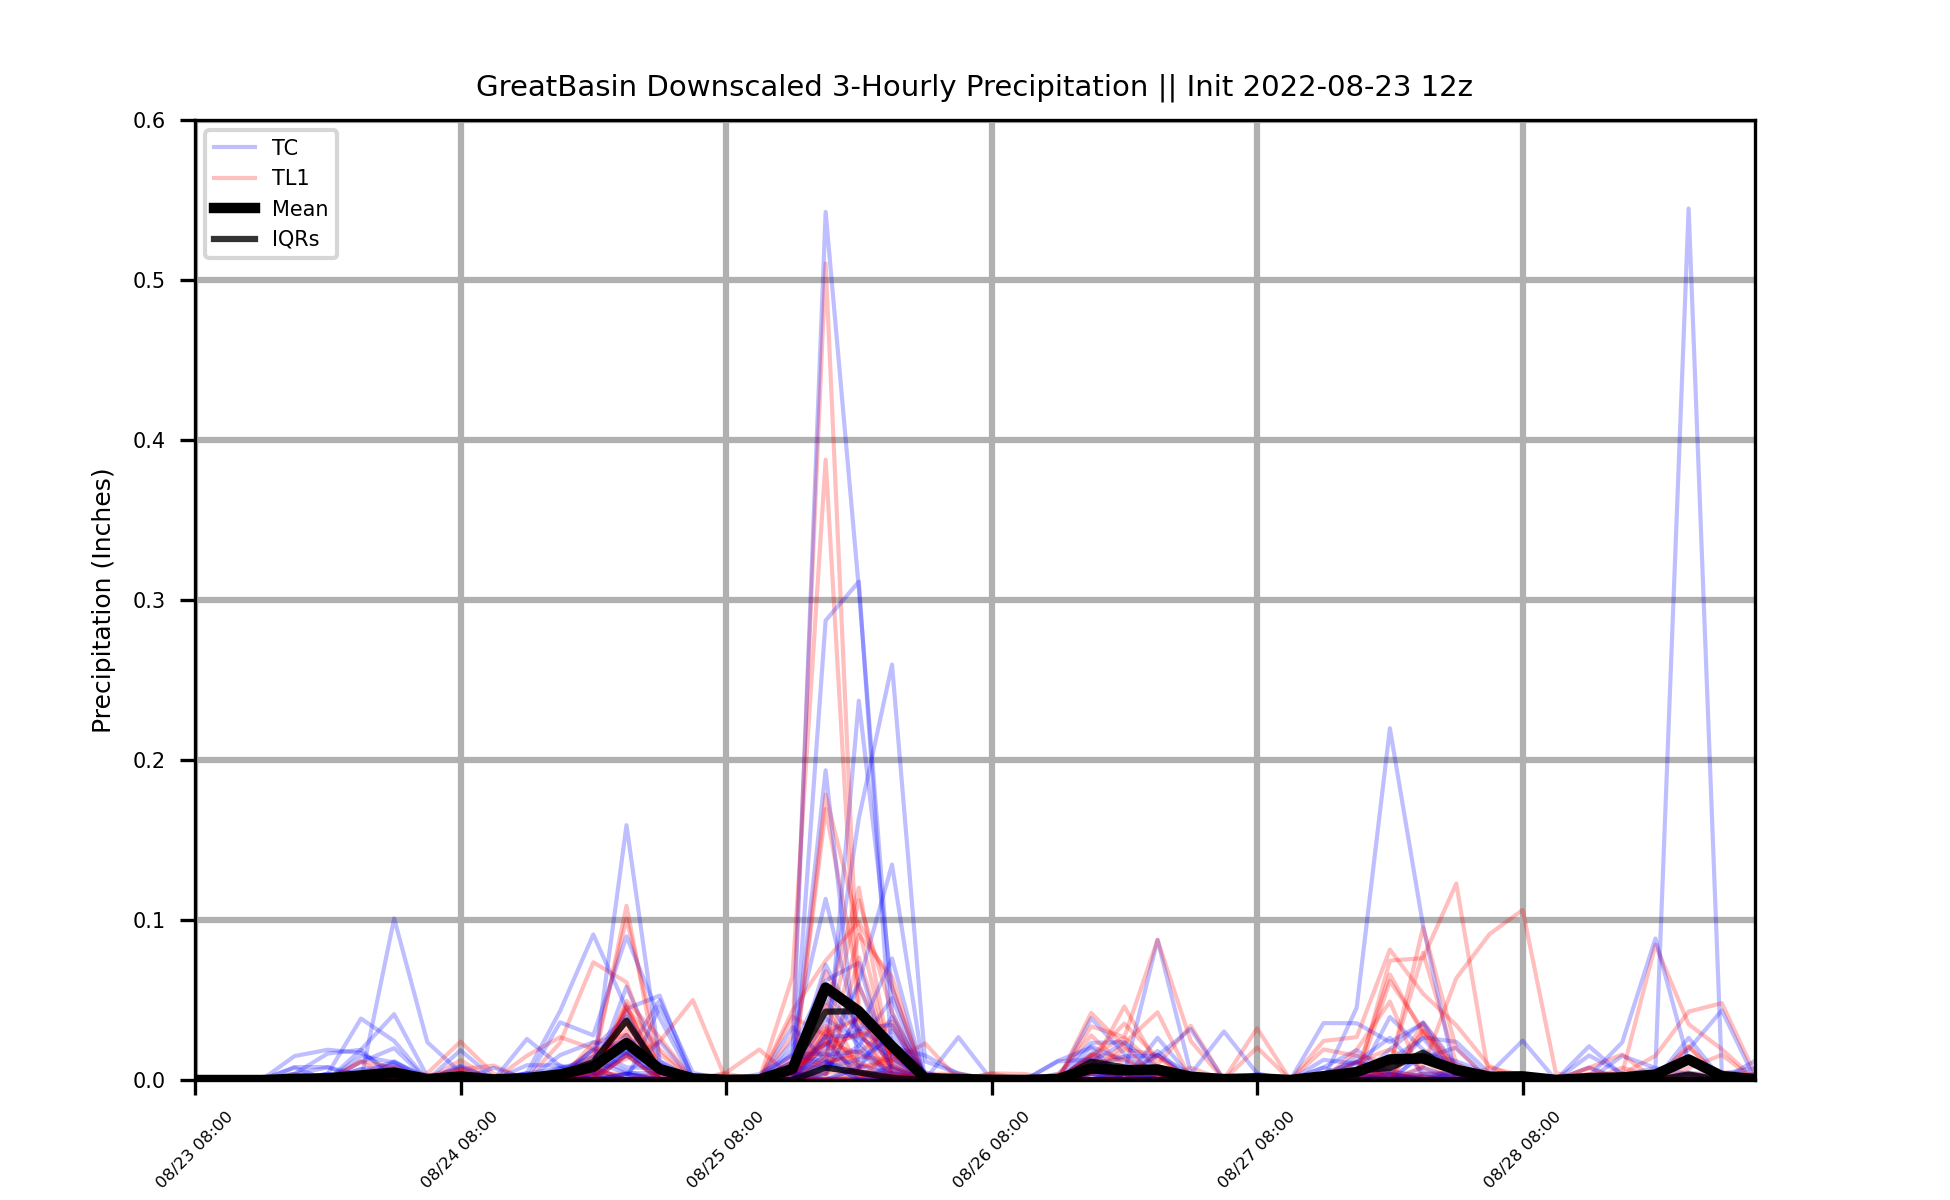 GreatBasin Downscaled 3-Hourly Precipitation || Init 2022-08-23 12z
TC
TL1
Mean
IQRs
Precipitation (Inches)
0.6
0.5
0.4
0.3
0.2
0.1
0.0
08/23 08:00
08/24 08:00
08/25 08:00
08/26 08:00
08/27 08:00
08/28 08:00